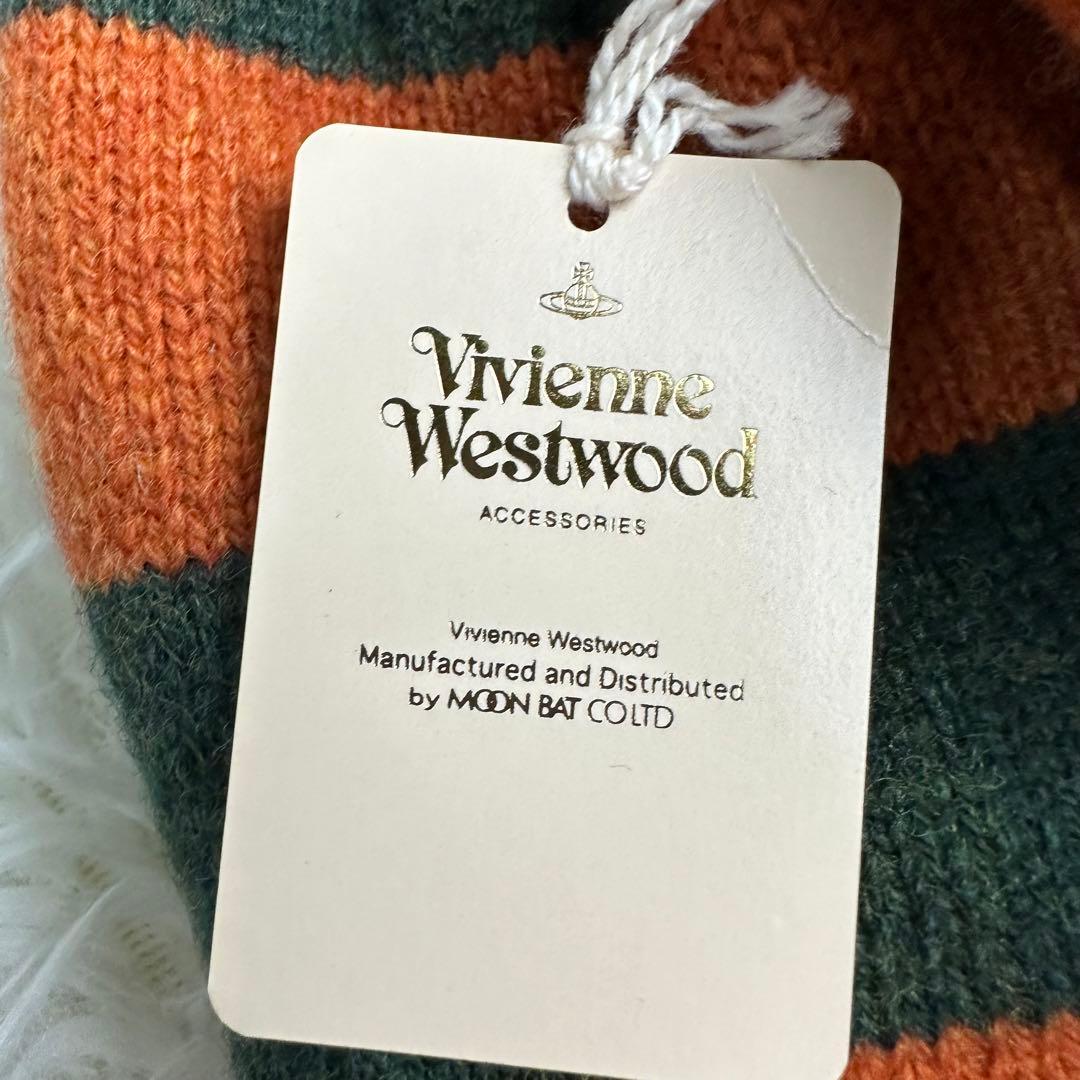 Vivienne
Westwood
ACCESSORIES
Vivienne Westwood
Manufactured and Distributed
by MOON BAT CO LTD